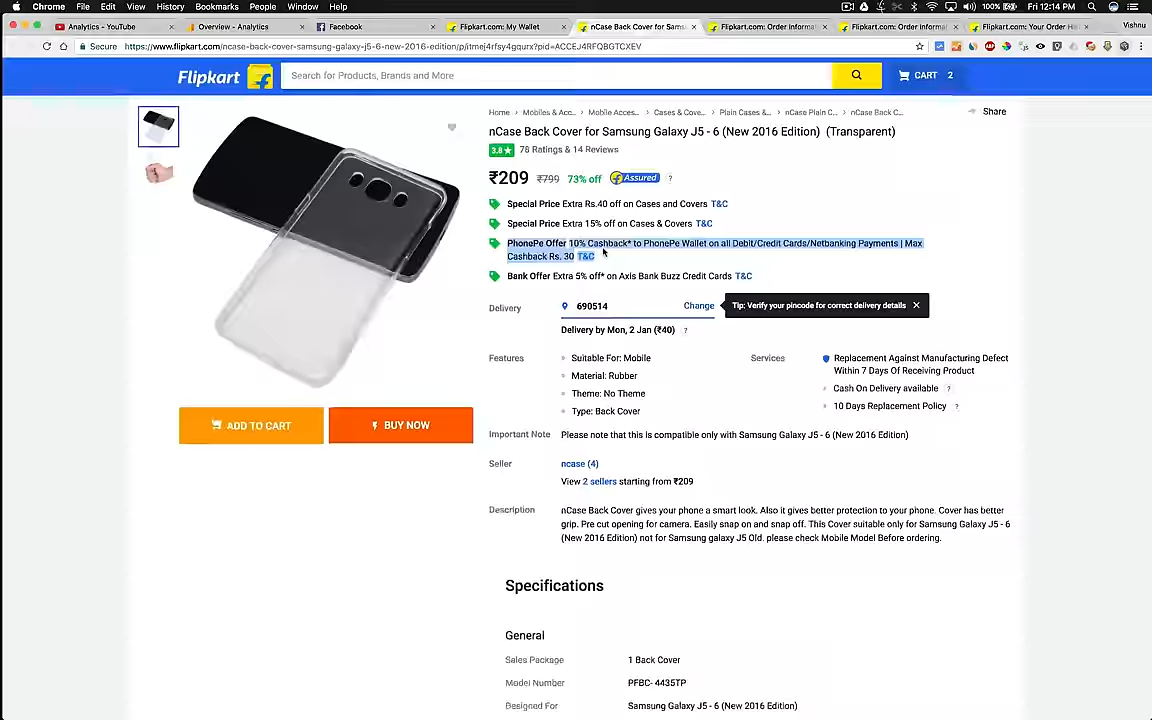 Chrome File Edit View History Bookmarks People Window Help 100% Fri 12:14 PM
Analytics - YouTube Overview - Analytics Facebook Flipkart.com: My Wallet nCase Back Cover for Sams Flipkart.com: Order Informa Flipkart.com: Order Informa Flipkart.com: Your Order Hi Vishnu
Secure https://www.flipkart.com/ncase-back-cover-samsung-galaxy-j5-6-new-2016-edition/p/itmej4rfsy4gqurx?pid=ACCEJ4RFQBGTCXEV
Flipkart Search for Products, Brands and More CART 2
Home Mobiles & Acc... Mobile Acces... Cases & Cove... Plain Cases &... nCase Plain C... nCase Back C... Share
nCase Back Cover for Samsung Galaxy J5 - 6 (New 2016 Edition) (Transparent)
3.8★ 78 Ratings & 14 Reviews
₹209 ₹799 73% off Assured ?
Special Price Extra Rs.40 off on Cases and Covers T&C
Special Price Extra 15% off on Cases & Covers T&C
PhonePe Offer 10% Cashback* to PhonePe Wallet on all Debit/Credit Cards/Netbanking Payments | Max
Cashback Rs. 30 T&C
Bank Offer Extra 5% off* on Axis Bank Buzz Credit Cards T&C
Delivery 690514 Change Tip: Verify your pincode for correct delivery details ×
Delivery by Mon, 2 Jan (₹40) ?
Features Suitable For: Mobile
Material: Rubber
Theme: No Theme
Type: Back Cover
Services Replacement Against Manufacturing Defect
Within 7 Days Of Receiving Product
Cash On Delivery available ?
10 Days Replacement Policy ?
ADD TO CART BUY NOW
Important Note Please note that this is compatible only with Samsung Galaxy J5 - 6 (New 2016 Edition)
Seller ncase (4)
View 2 sellers starting from ₹209
Description nCase Back Cover gives your phone a smart look. Also it gives better protection to your phone. Cover has better
grip. Pre cut opening for camera. Easily snap on and snap off. This Cover suitable only for Samsung Galaxy J5 - 6
(New 2016 Edition) not for Samsung galaxy J5 Old. please check Mobile Model Before ordering.
Specifications
General
Sales Package 1 Back Cover
Model Number PFBC- 4435TP
Designed For Samsung Galaxy J5 - 6 (New 2016 Edition)